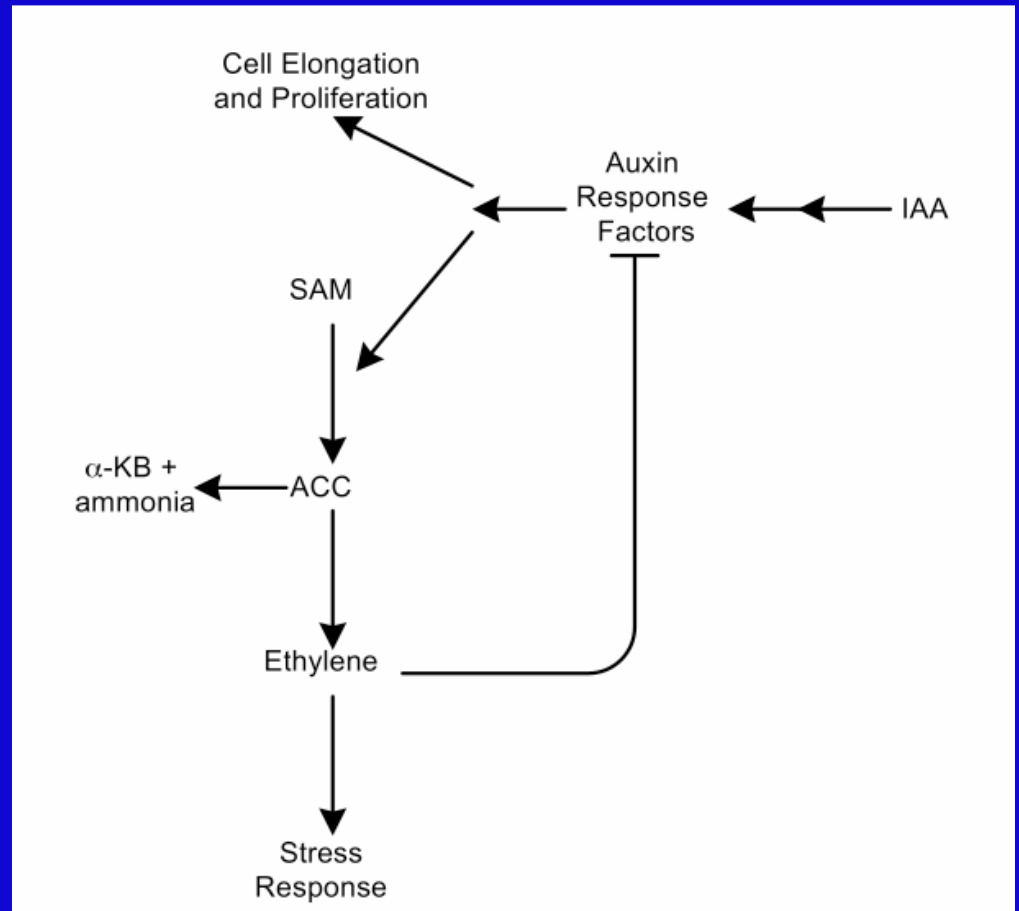 Cell Elongation
and Proliferation
Auxin
Response
Factors
IAA
SAM
α-KB +
ammonia
ACC
Ethylene
Stress
Response